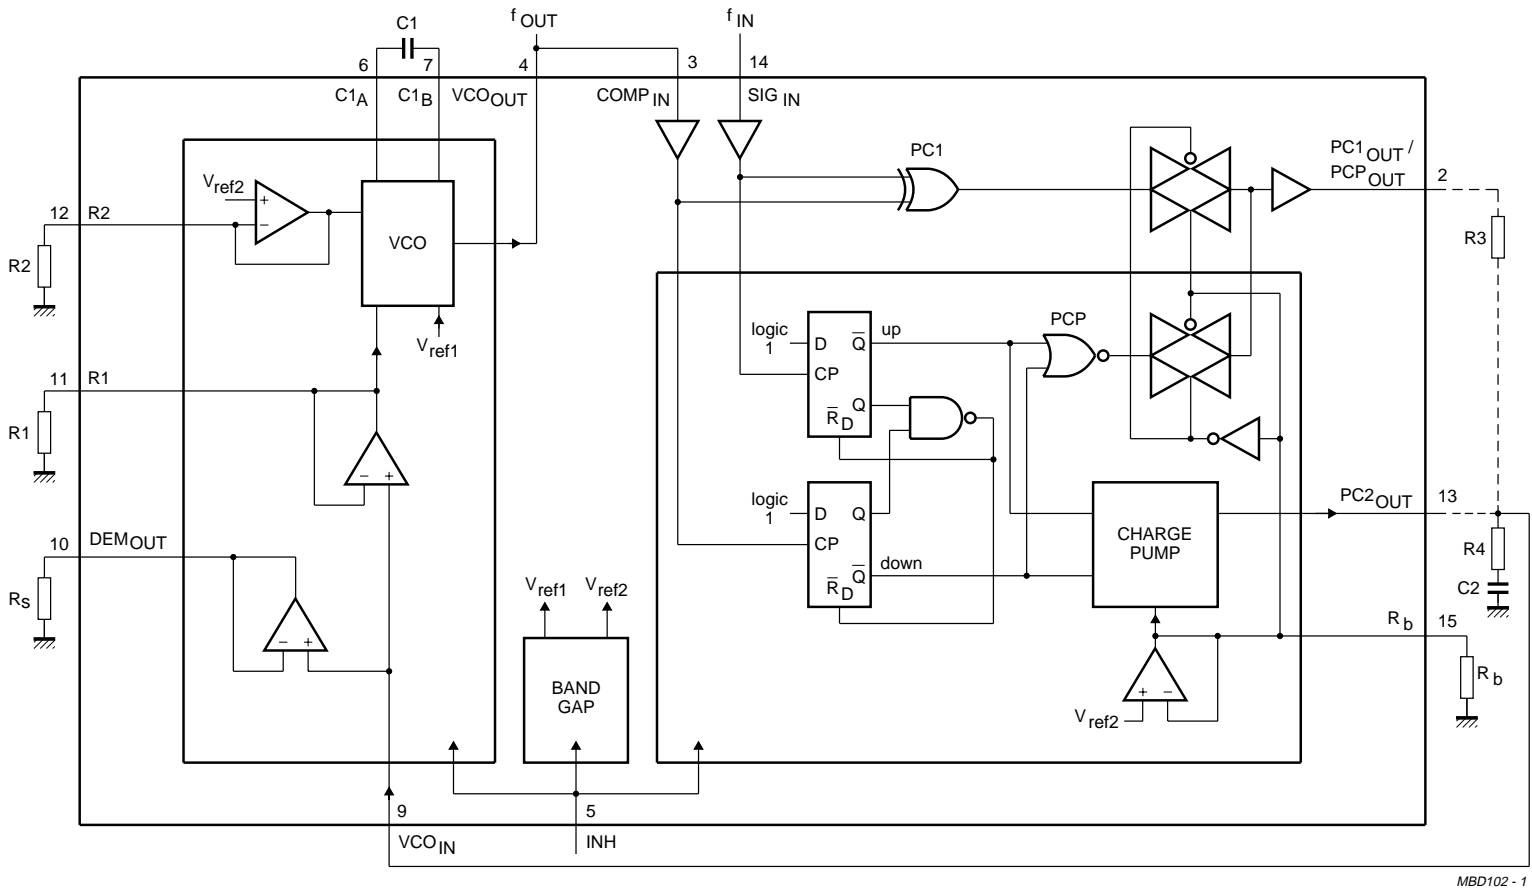 C1
f OUT
f IN
6
7
4
3
14
C1A
C1B
VCOOUT
COMP IN
SIG IN
PC1
PC1OUT /
PCPOUT
2
Vref2
+
−
12
R2
R2
VCO
R3
Vref1
logic
1
D
Q
up
CP
Q
RD
PCP
11
R1
R1
−
+
logic
1
D
Q
CP
Q
down
RD
CHARGE
PUMP
PC2OUT
13
R4
C2
10
DEMOUT
Rs
−
+
Vref1
Vref2
BAND
GAP
Rb
15
Rb
+
−
Vref2
9
VCOIN
5
INH
MBD102 - 1